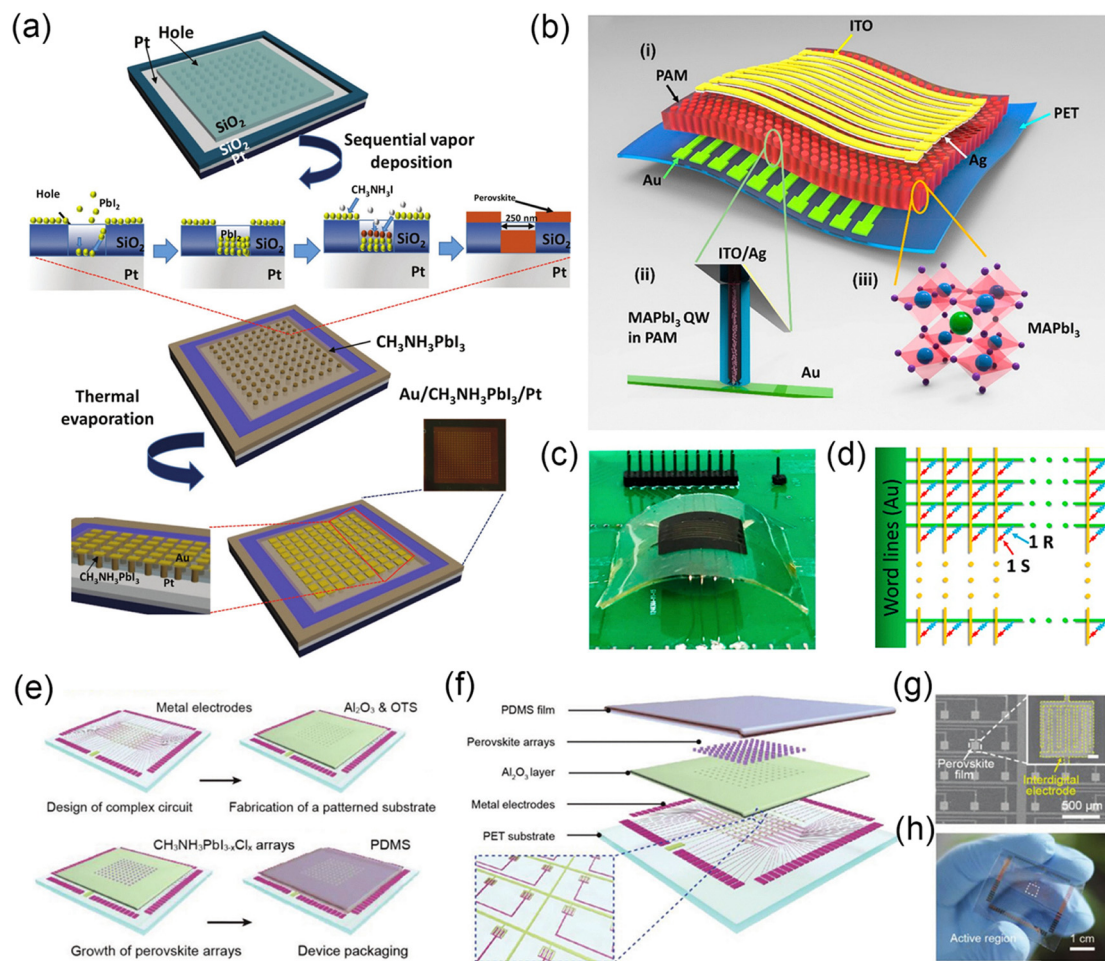 (a)
Pt
Hole
SiO₂
SiO₂
Pt
Sequential vapor
deposition
Hole
PbI₂
SiO₂
Pt
PbI₂
SiO₂
Pt
CH₃NH₃I
SiO₂
Pt
Perovskite
250 nm
SiO₂
Pt
CH₃NH₃PbI₃
Thermal
evaporation
Au/CH₃NH₃PbI₃/Pt
Au
CH₃NH₃PbI₃
Pt
(b)
(i)
ITO
PAM
PET
Ag
Au
(ii)
ITO/Ag
MAPbI₃ QW
in PAM
Au
(iii)
MAPbI₃
(c)
(d)
Word lines (Au)
1 R
1 S
(e)
Metal electrodes
Al₂O₃ & OTS
Design of complex circuit
Fabrication of a patterned substrate
CH₃NH₃PbI₃₋ₓClₓ arrays
PDMS
Growth of perovskite arrays
Device packaging
(f)
PDMS film
Perovskite arrays
Al₂O₃ layer
Metal electrodes
PET substrate
(g)
Perovskite
film
Interdigital
electrode
500 μm
(h)
Active region
1 cm